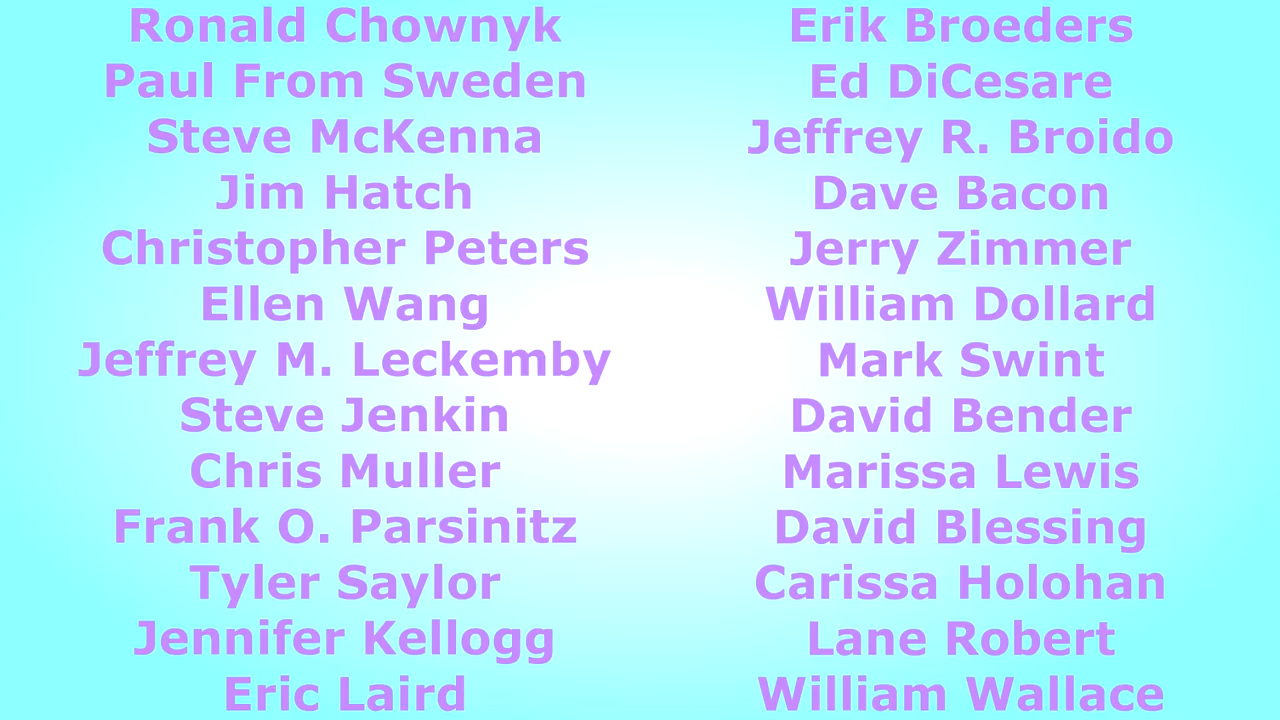 Ronald Chownyk
Paul From Sweden
Steve McKenna
Jim Hatch
Christopher Peters
Ellen Wang
Jeffrey M. Leckemby
Steve Jenkin
Chris Muller
Frank O. Parsinitz
Tyler Saylor
Jennifer Kellogg
Eric Laird
Erik Broeders
Ed DiCesare
Jeffrey R. Broido
Dave Bacon
Jerry Zimmer
William Dollard
Mark Swint
David Bender
Marissa Lewis
David Blessing
Carissa Holohan
Lane Robert
William Wallace